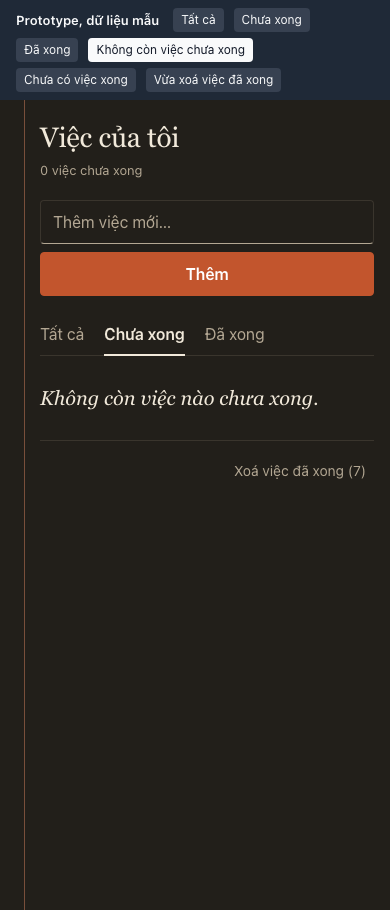 Prototype, dữ liệu mẫu Tất cả Chưa xong
Đã xong Không còn việc chưa xong
Chưa có việc xong Vừa xoá việc đã xong
Việc của tôi
0 việc chưa xong
Thêm việc mới...
Thêm
Tất cả Chưa xong Đã xong
Không còn việc nào chưa xong.
Xoá việc đã xong (7)